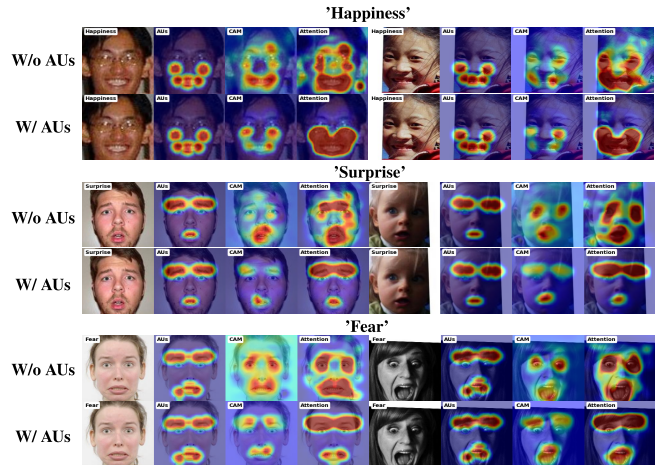 'Happiness'
W/o AUs
Happiness AUs CAM Attention Happiness AUs CAM Attention
W/ AUs
Happiness AUs CAM Attention Happiness AUs CAM Attention
'Surprise'
W/o AUs
Surprise AUs CAM Attention Surprise AUs CAM Attention
W/ AUs
Surprise AUs CAM Attention Surprise AUs CAM Attention
'Fear'
W/o AUs
Fear AUs CAM Attention Fear AUs CAM Attention
W/ AUs
Fear AUs CAM Attention Fear AUs CAM Attention